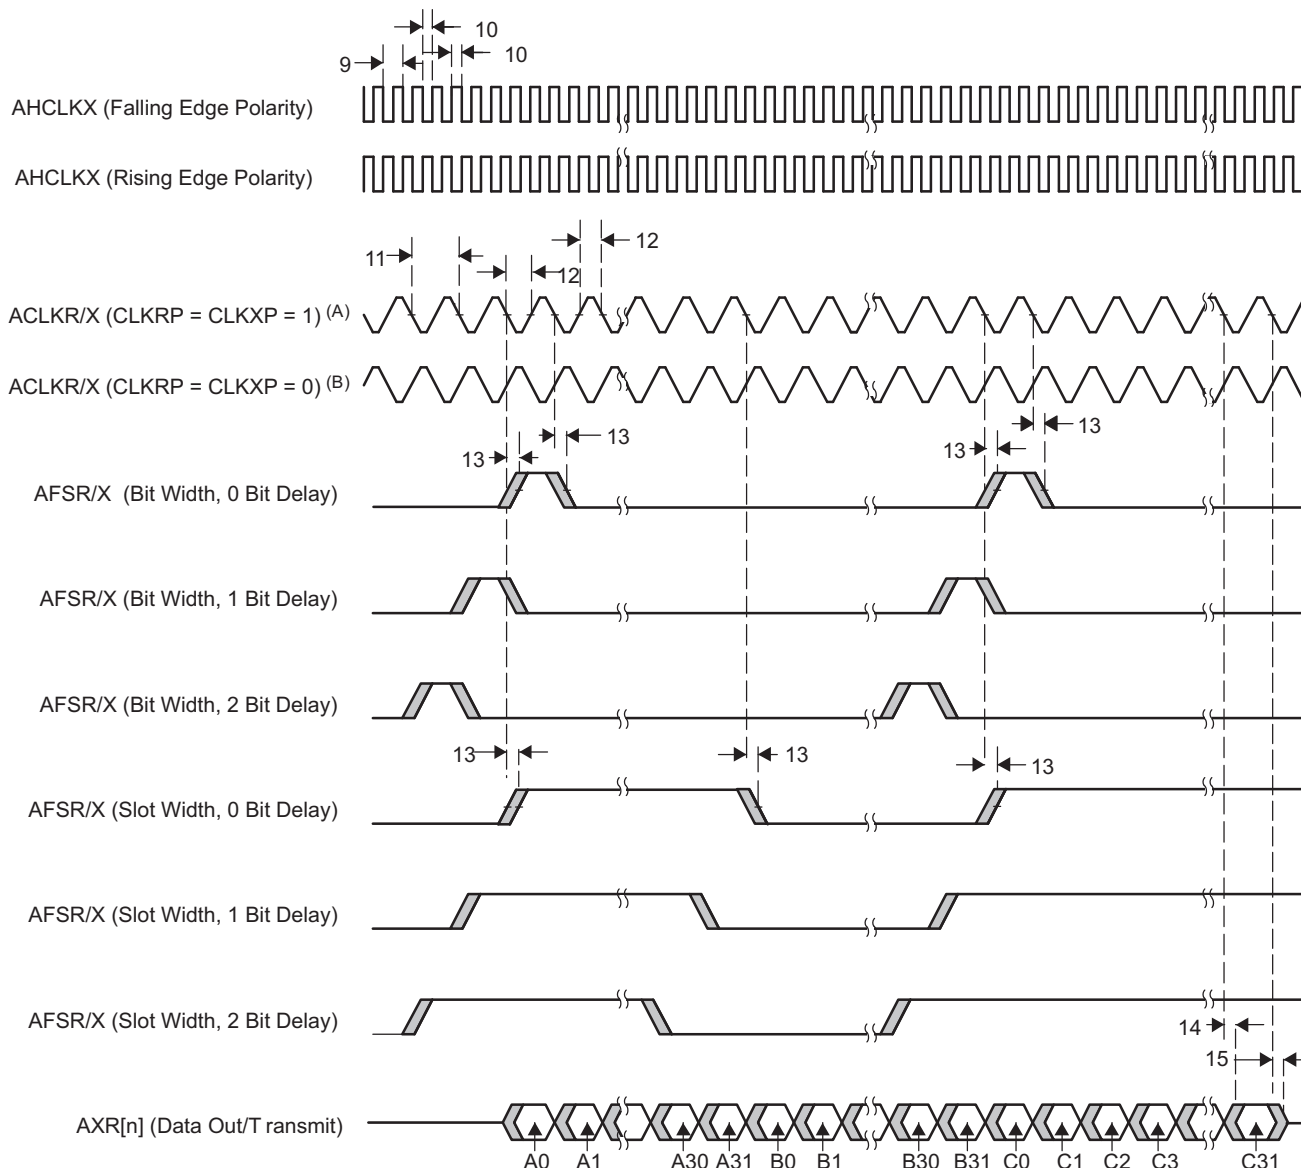 10
10
9
AHCLKX (Falling Edge Polarity)
AHCLKX (Rising Edge Polarity)
12
11
12
ACLKR/X (CLKRP = CLKXP = 1) (A)
ACLKR/X (CLKRP = CLKXP = 0) (B)
13 13 13 13
AFSR/X (Bit Width, 0 Bit Delay)
AFSR/X (Bit Width, 1 Bit Delay)
AFSR/X (Bit Width, 2 Bit Delay)
13 13 13
AFSR/X (Slot Width, 0 Bit Delay)
AFSR/X (Slot Width, 1 Bit Delay)
AFSR/X (Slot Width, 2 Bit Delay)
14
15
AXR[n] (Data Out/T ransmit)
A0 A1 A30 A31 B0 B1 B30 B31 C0 C1 C2 C3 C31